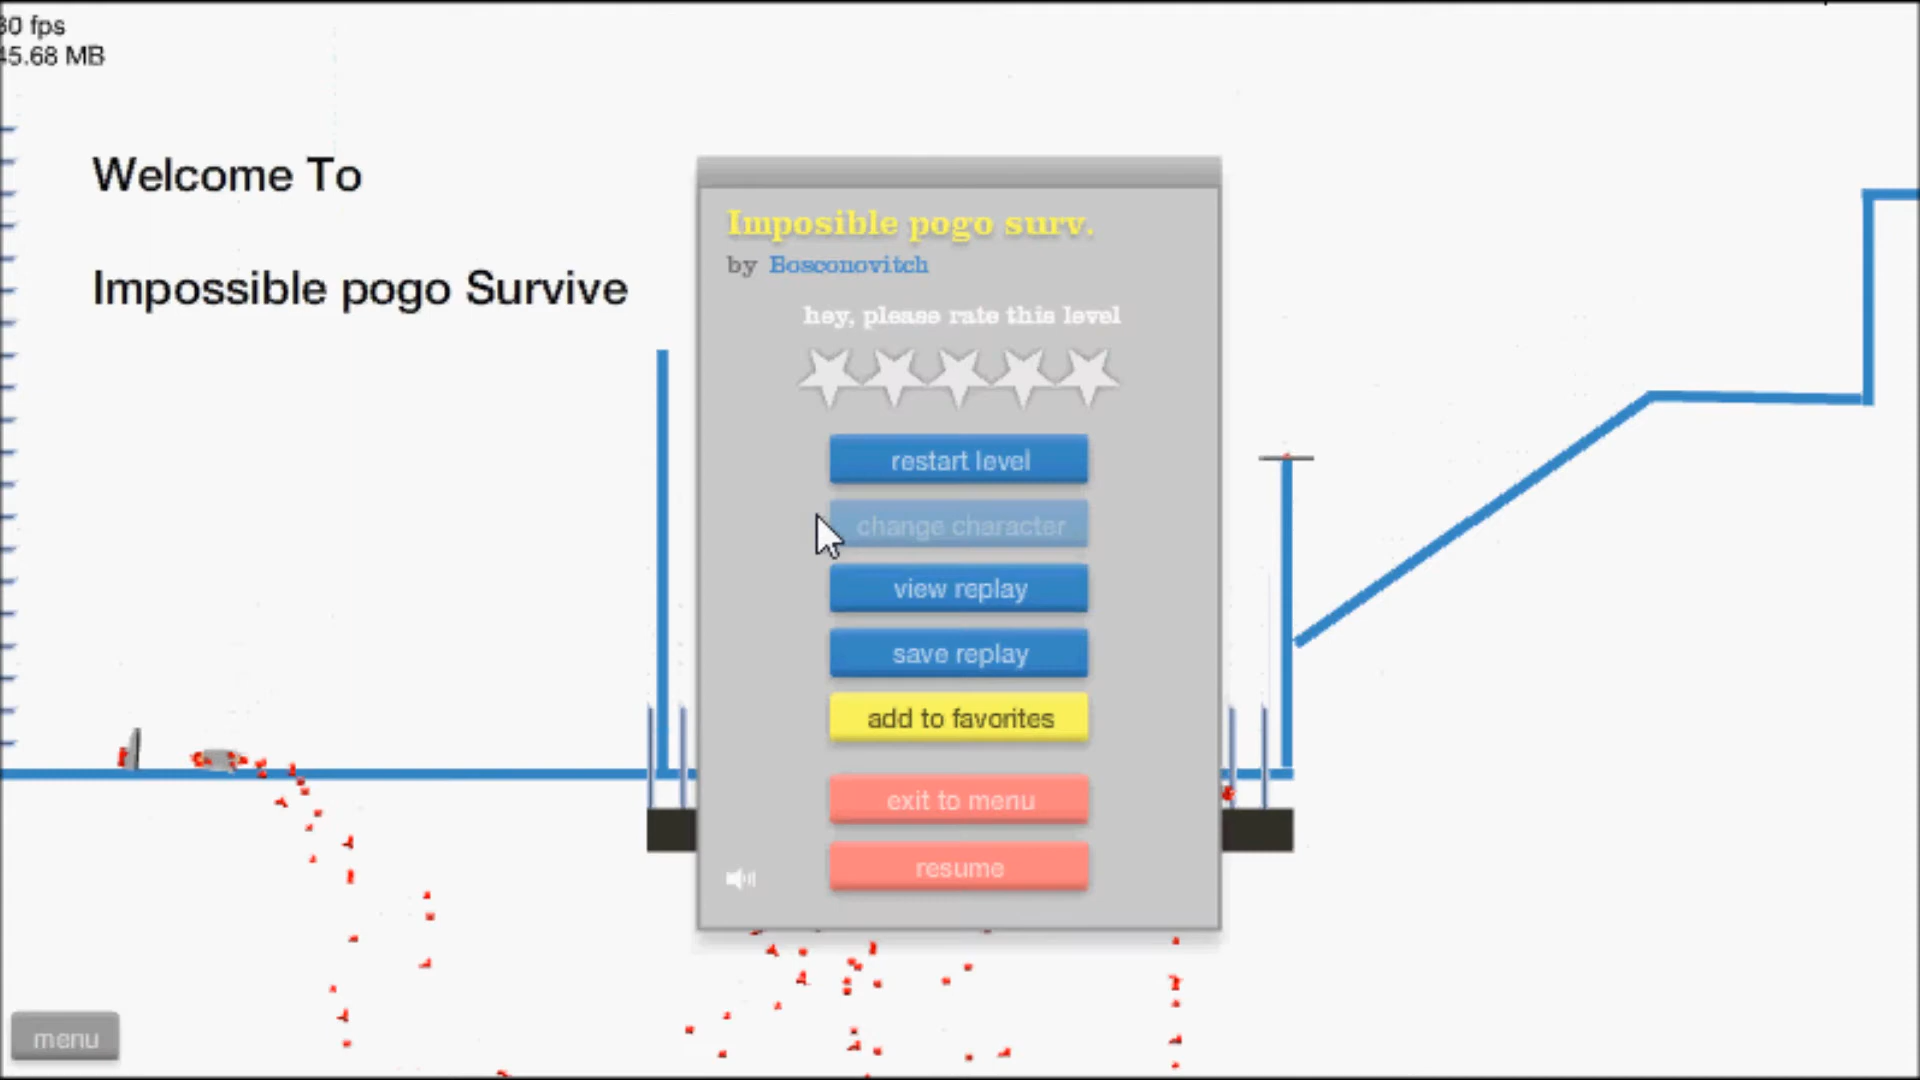 30 fps
45.68 MB
Welcome To
Impossible pogo Survive
Imposible pogo surv.
by Bosconovitch
hey, please rate this level
restart level
change character
view replay
save replay
add to favorites
exit to menu
resume
menu